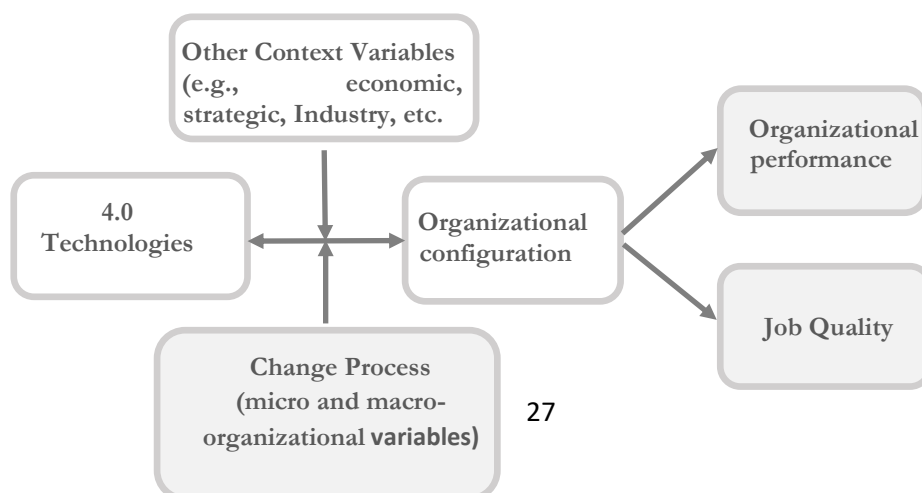 Other Context Variables
(e.g., economic,
strategic, Industry, etc.
Organizational
performance
4.0
Technologies
Organizational
configuration
Job Quality
Change Process
(micro and macro-
organizational variables)
27